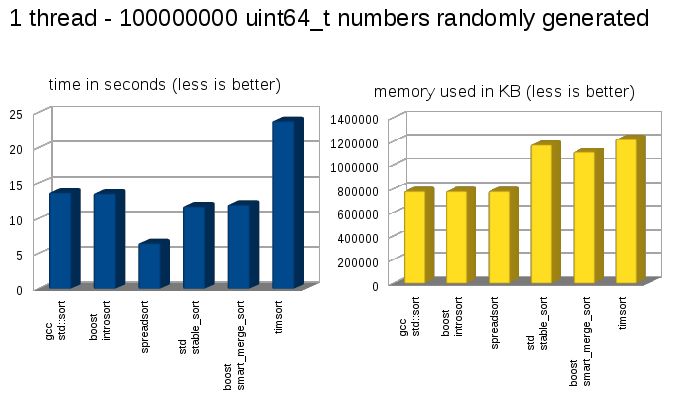 1 thread - 100000000 uint64_t numbers randomly generated
time in seconds (less is better)
25
20
15
10
5
0
gcc
std::sort
boost
introsort
spreadsort
std
stable_sort
boost
smart_merge_sort
timsort
memory used in KB (less is better)
1400000
1200000
1000000
800000
600000
400000
200000
0
gcc
std::sort
boost
introsort
spreadsort
std
stable_sort
boost
smart_merge_sort
timsort